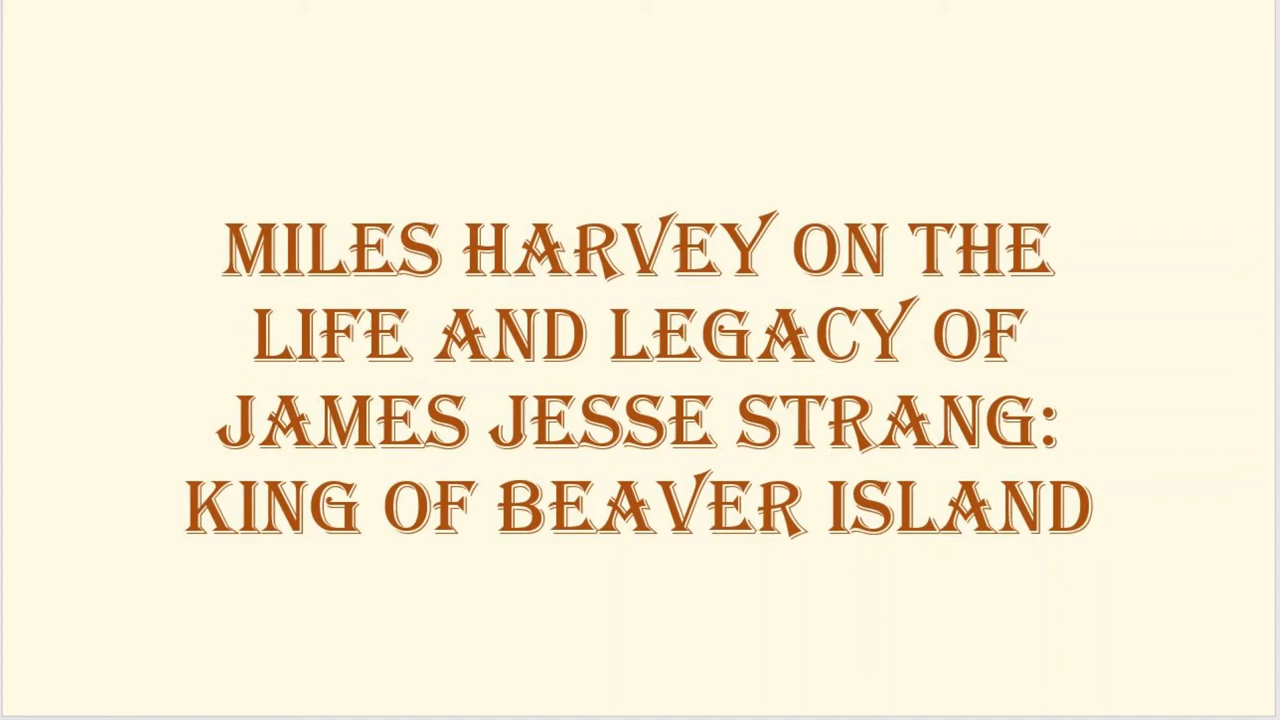 MILES HARVEY ON THE
LIFE AND LEGACY OF
JAMES JESSE STRANG:
KING OF BEAVER ISLAND